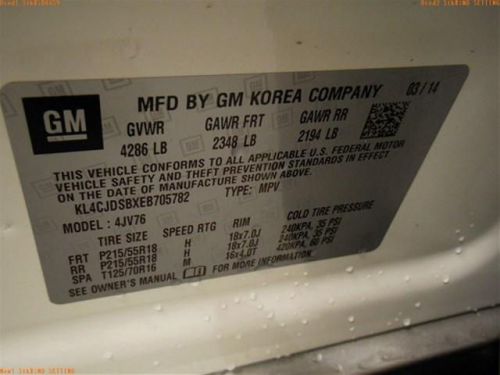 GM
MFD BY GM KOREA COMPANY 03/14
GVWR GAWR FRT GAWR RR
4286 LB 2348 LB 2194 LB
THIS VEHICLE CONFORMS TO ALL APPLICABLE U.S. FEDERAL MOTOR
VEHICLE SAFETY AND THEFT PREVENTION STANDARDS IN EFFECT
ON THE DATE OF MANUFACTURE SHOWN ABOVE.
KL4CJDSBXEB705782 TYPE: MPV
MODEL: 4JV76
TIRE SIZE SPEED RTG RIM COLD TIRE PRESSURE
FRT P215/55R18 H 18x7.0J 240KPA, 35 PSI
RR P215/55R18 H 18x7.0J 240KPA, 35 PSI
SPA T125/70R16 M 16x4.0T 420KPA, 60 PSI
SEE OWNER'S MANUAL FOR MORE INFORMATION